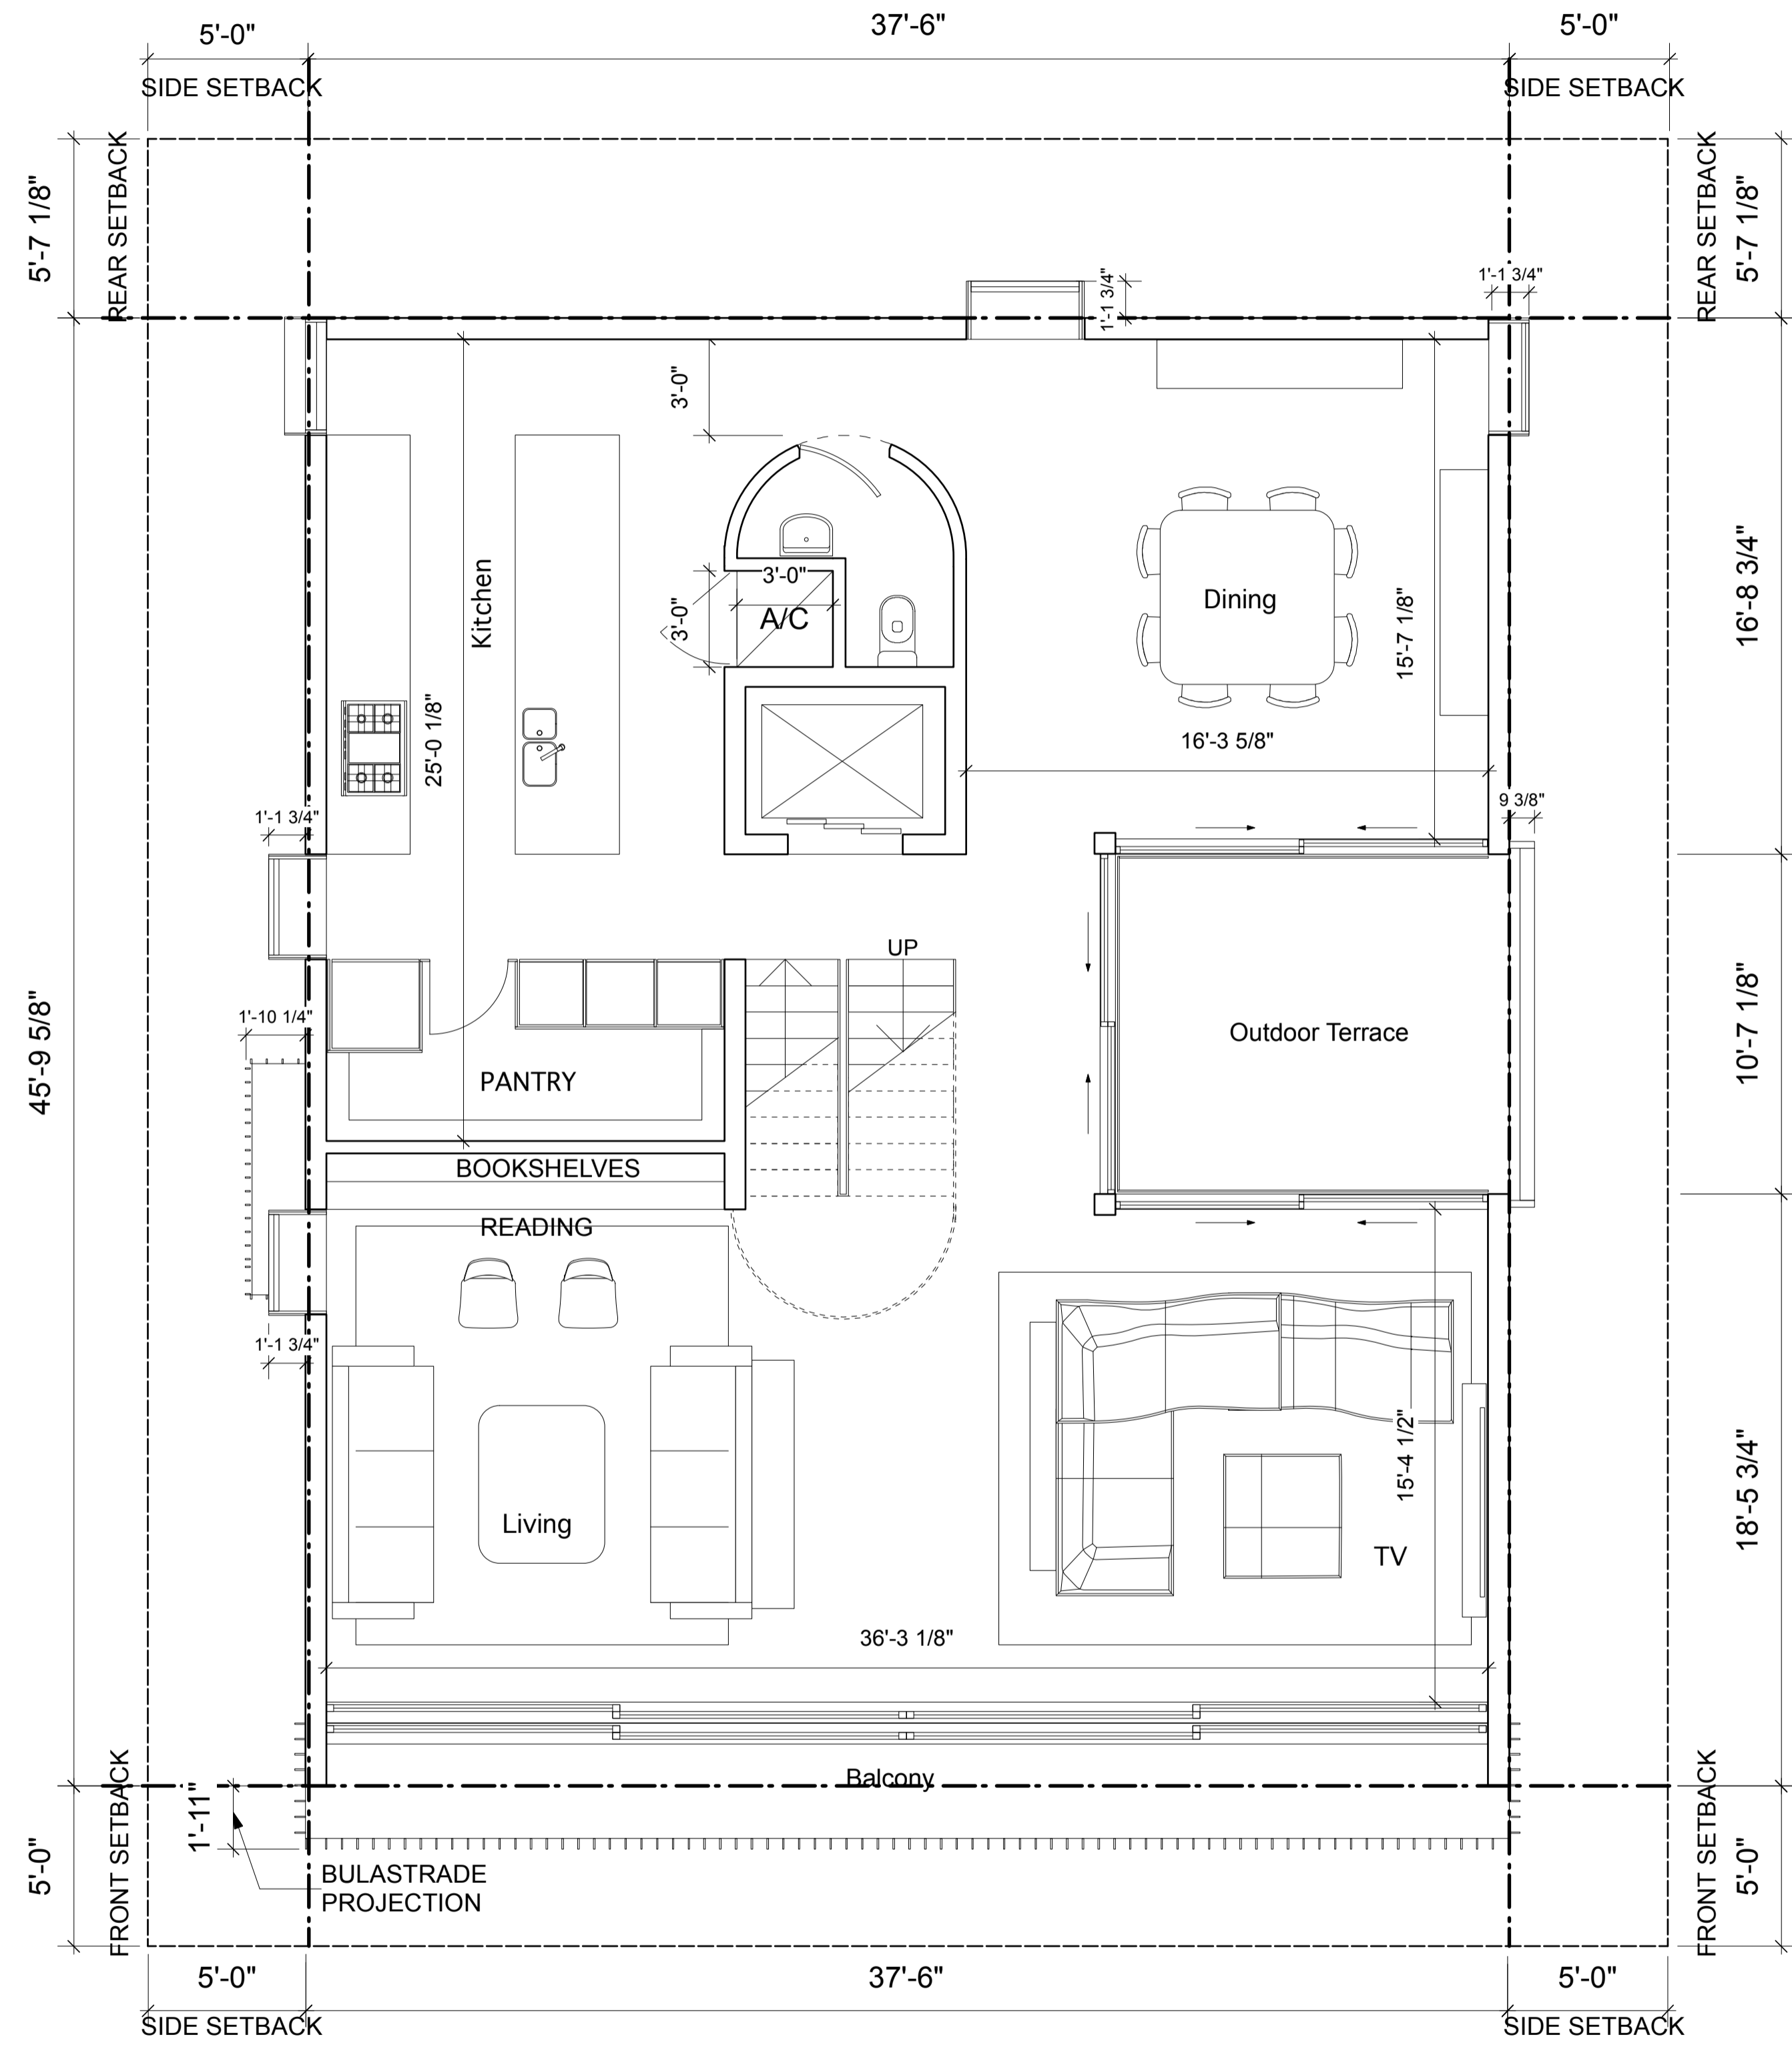 5'-0"
37'-6"
5'-0"
SIDE SETBACK
SIDE SETBACK
REAR SETBACK
REAR SETBACK
5'-7 1/8"
5'-7 1/8"
1'-1 3/4"
1'-1 3/4"
3'-0"
Kitchen
3'-0"
3'-0"
A/C
Dining
15'-7 1/8"
16'-8 3/4"
25'-0 1/8"
16'-3 5/8"
1'-1 3/4"
9 3/8"
UP
1'-10 1/4"
Outdoor Terrace
10'-7 1/8"
45'-9 5/8"
PANTRY
BOOKSHELVES
READING
1'-1 3/4"
15'-4 1/2"
18'-5 3/4"
Living
TV
36'-3 1/8"
Balcony
1'-11"
FRONT SETBACK
FRONT SETBACK
5'-0"
5'-0"
BULASTRADE
PROJECTION
5'-0"
37'-6"
5'-0"
SIDE SETBACK
SIDE SETBACK